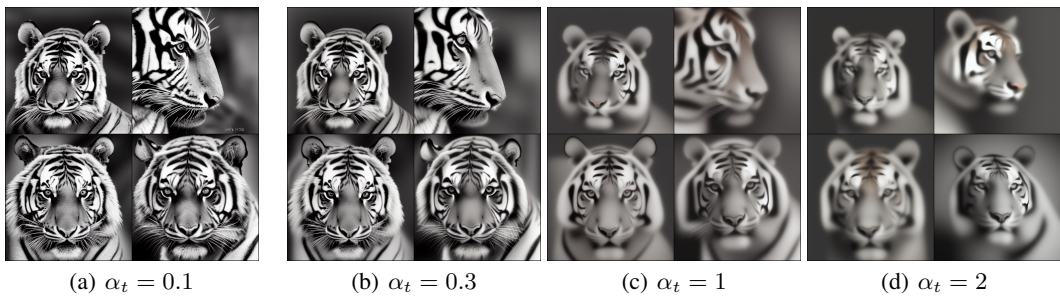 (a) αₜ = 0.1
(b) αₜ = 0.3
(c) αₜ = 1
(d) αₜ = 2